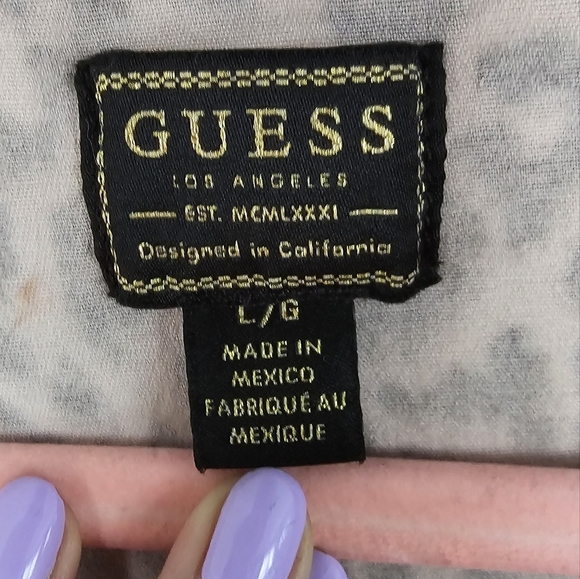 GUESS
LOS ANGELES
EST. MCMLXXXI
Designed in California
L/G
MADE IN
MEXICO
FABRIQUÉ AU
MEXIQUE